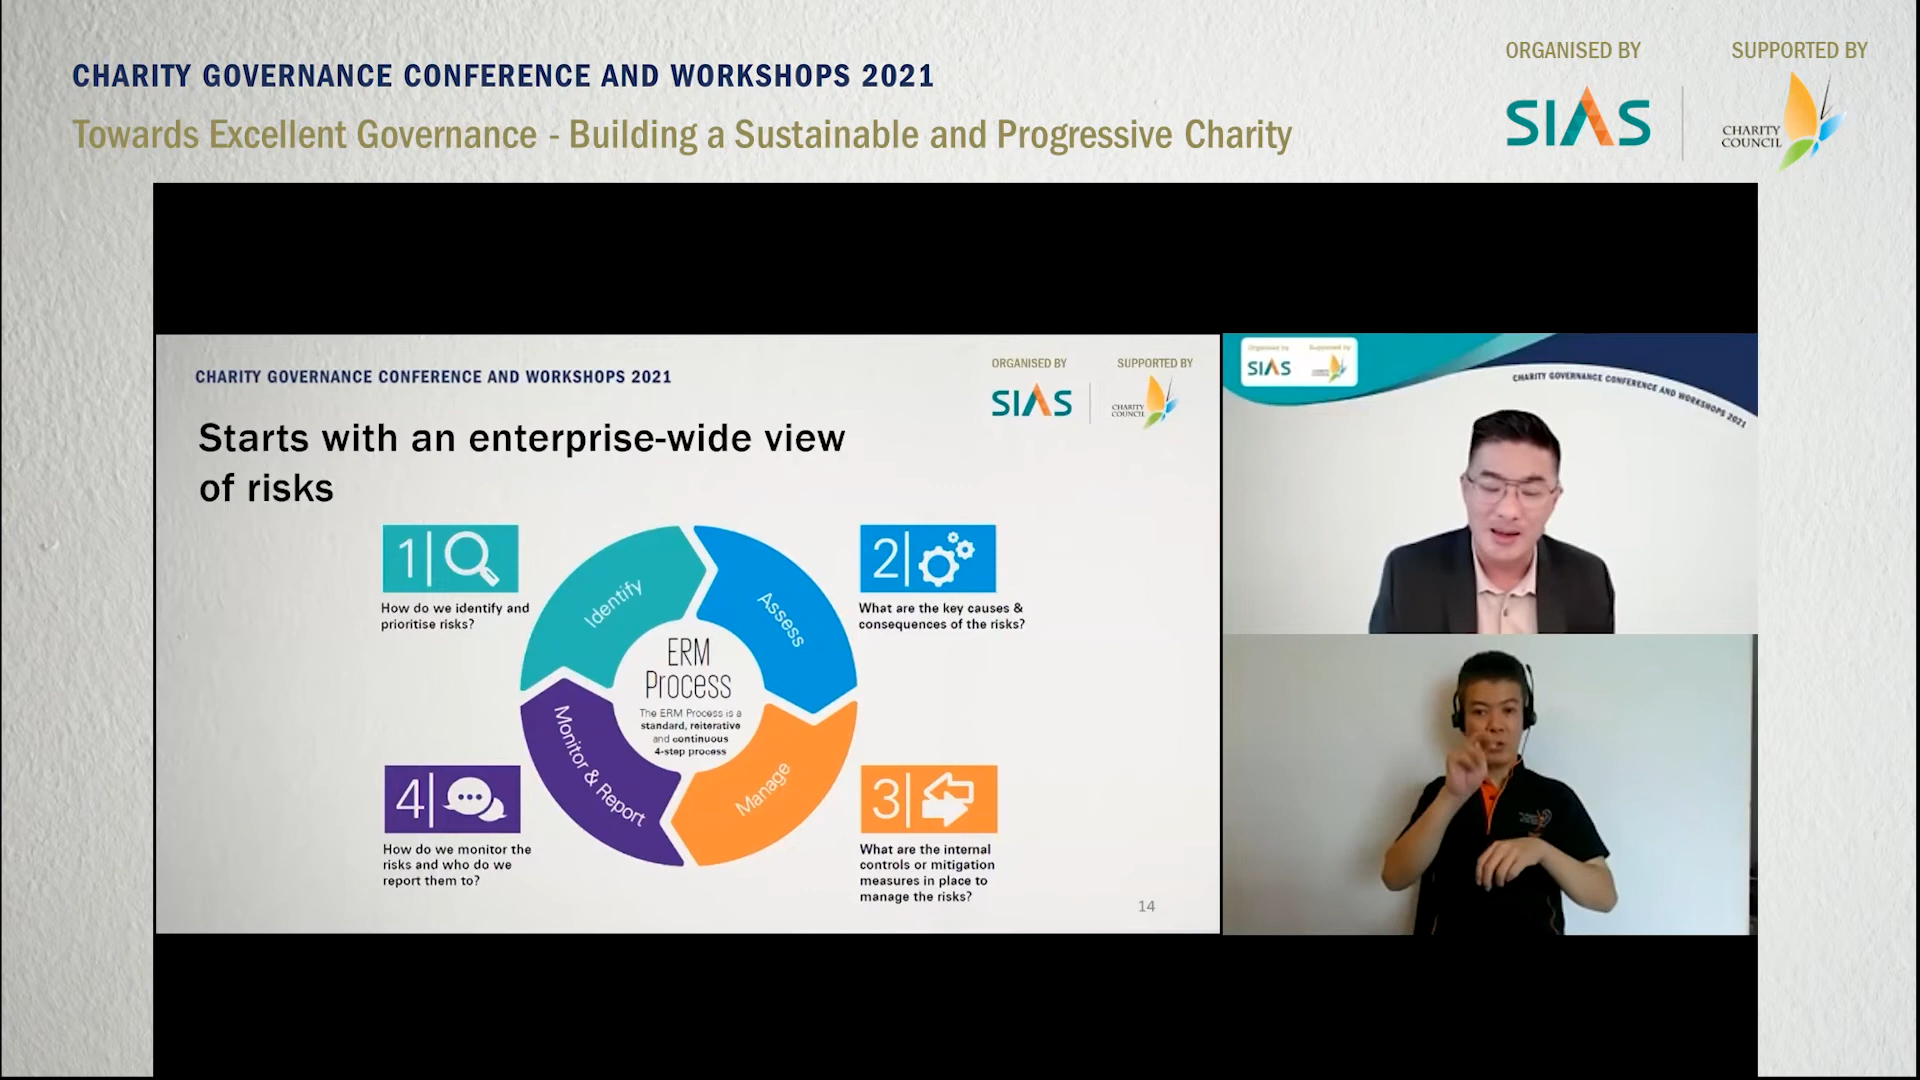 CHARITY GOVERNANCE CONFERENCE AND WORKSHOPS 2021
Towards Excellent Governance - Building a Sustainable and Progressive Charity
ORGANISED BY
SUPPORTED BY
SIAS
CHARITY
COUNCIL
CHARITY GOVERNANCE CONFERENCE AND WORKSHOPS 2021
ORGANISED BY
SUPPORTED BY
SIAS
CHARITY
COUNCIL
Starts with an enterprise-wide view
of risks
1
How do we identify and
prioritise risks?
2
What are the key causes &
consequences of the risks?
Identify
Assess
Manage
Monitor & Report
ERM
Process
The ERM Process is a
standard, reiterative
and continuous
4-step process
4
How do we monitor the
risks and who do we
report them to?
3
What are the internal
controls or mitigation
measures in place to
manage the risks?
14
Organised by
Supported by
SIAS
CHARITY GOVERNANCE CONFERENCE AND WORKSHOPS 2021